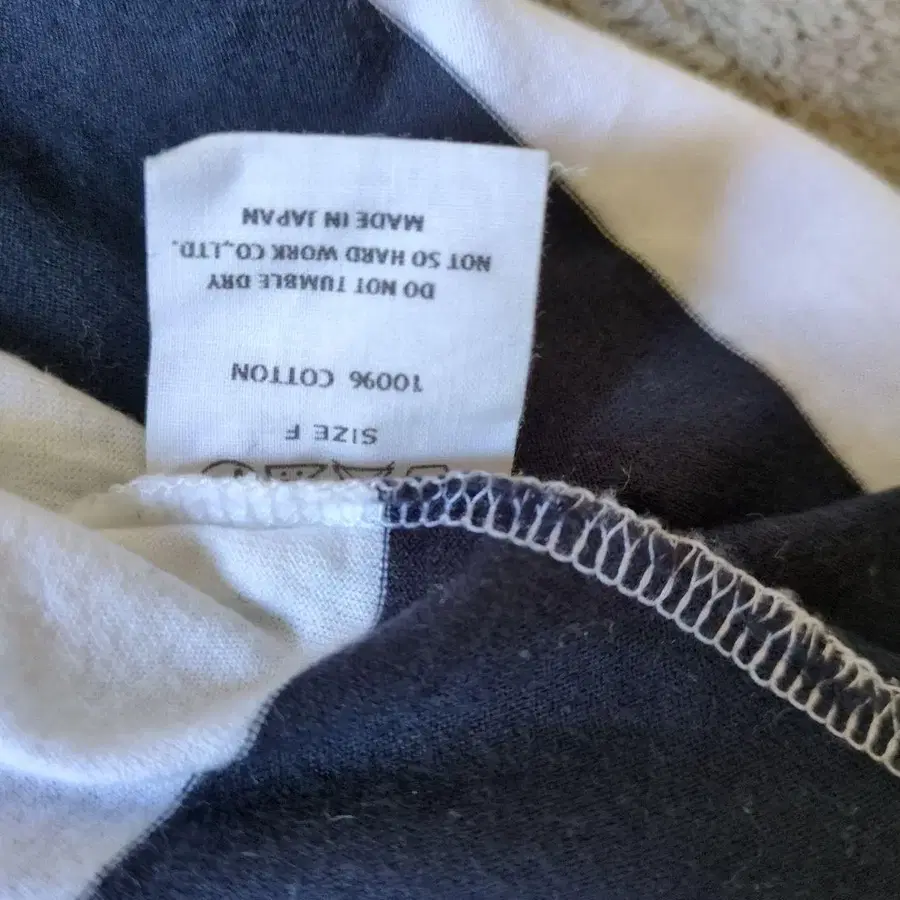 SIZE F
100% COTTON
DO NOT TUMBLE DRY
NOT SO HARD WORK CO.,LTD.
MADE IN JAPAN